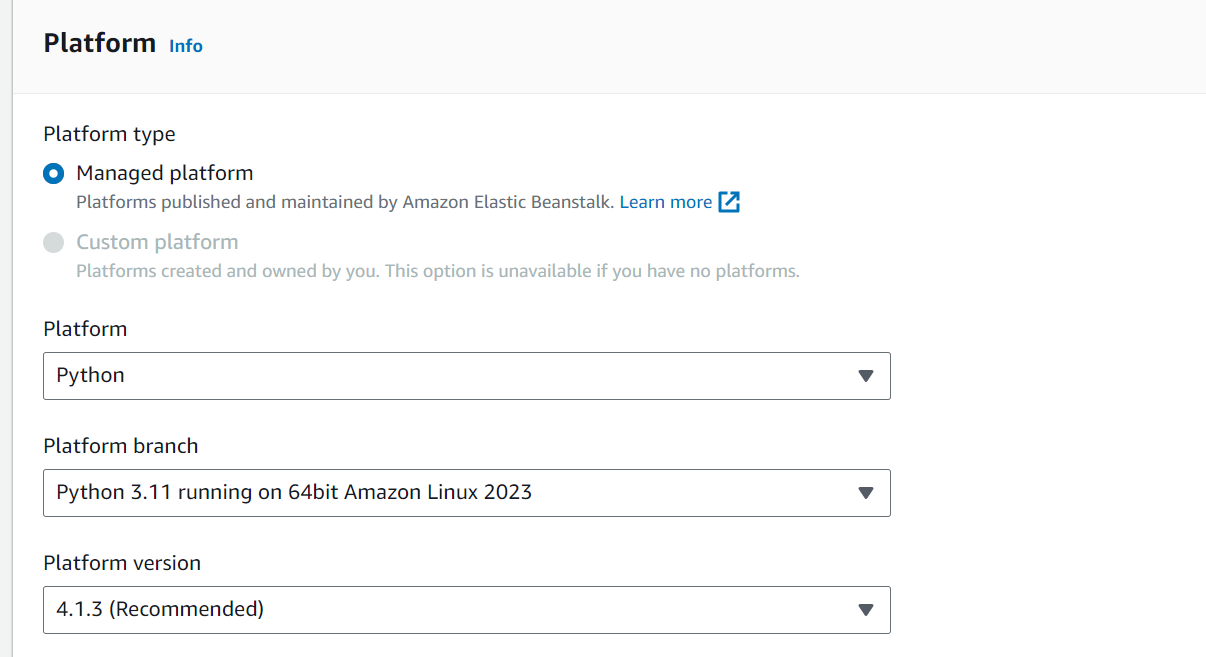 Platform Info
Platform type
Managed platform
Platforms published and maintained by Amazon Elastic Beanstalk. Learn more
Custom platform
Platforms created and owned by you. This option is unavailable if you have no platforms.
Platform
Python
Platform branch
Python 3.11 running on 64bit Amazon Linux 2023
Platform version
4.1.3 (Recommended)